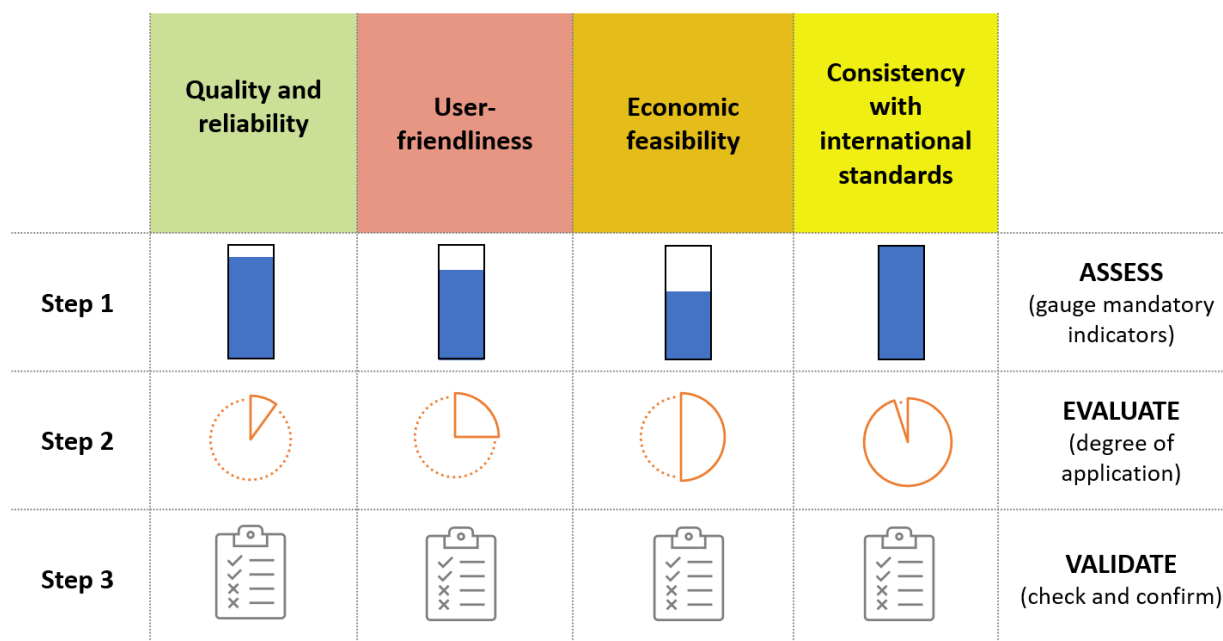 Quality and
reliability
User-
friendliness
Economic
feasibility
Consistency
with
international
standards
Step 1
ASSESS
(gauge mandatory
indicators)
Step 2
EVALUATE
(degree of
application)
Step 3
VALIDATE
(check and confirm)